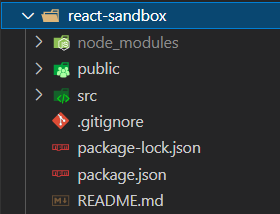 react-sandbox
node_modules
public
src
.gitignore
package-lock.json
package.json
README.md